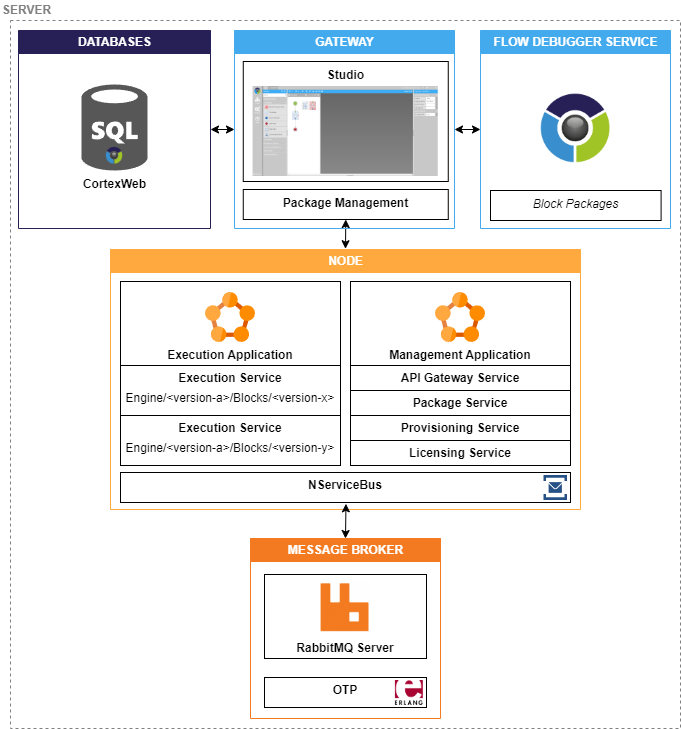 SERVER
DATABASES
SQL
CortexWeb
GATEWAY
Studio
Package Management
FLOW DEBUGGER SERVICE
Block Packages
NODE
Execution Application
Execution Service
Engine/<version-a>/Blocks/<version-x>
Execution Service
Engine/<version-a>/Blocks/<version-y>
Management Application
API Gateway Service
Package Service
Provisioning Service
Licensing Service
NServiceBus
MESSAGE BROKER
RabbitMQ Server
OTP
ERLANG